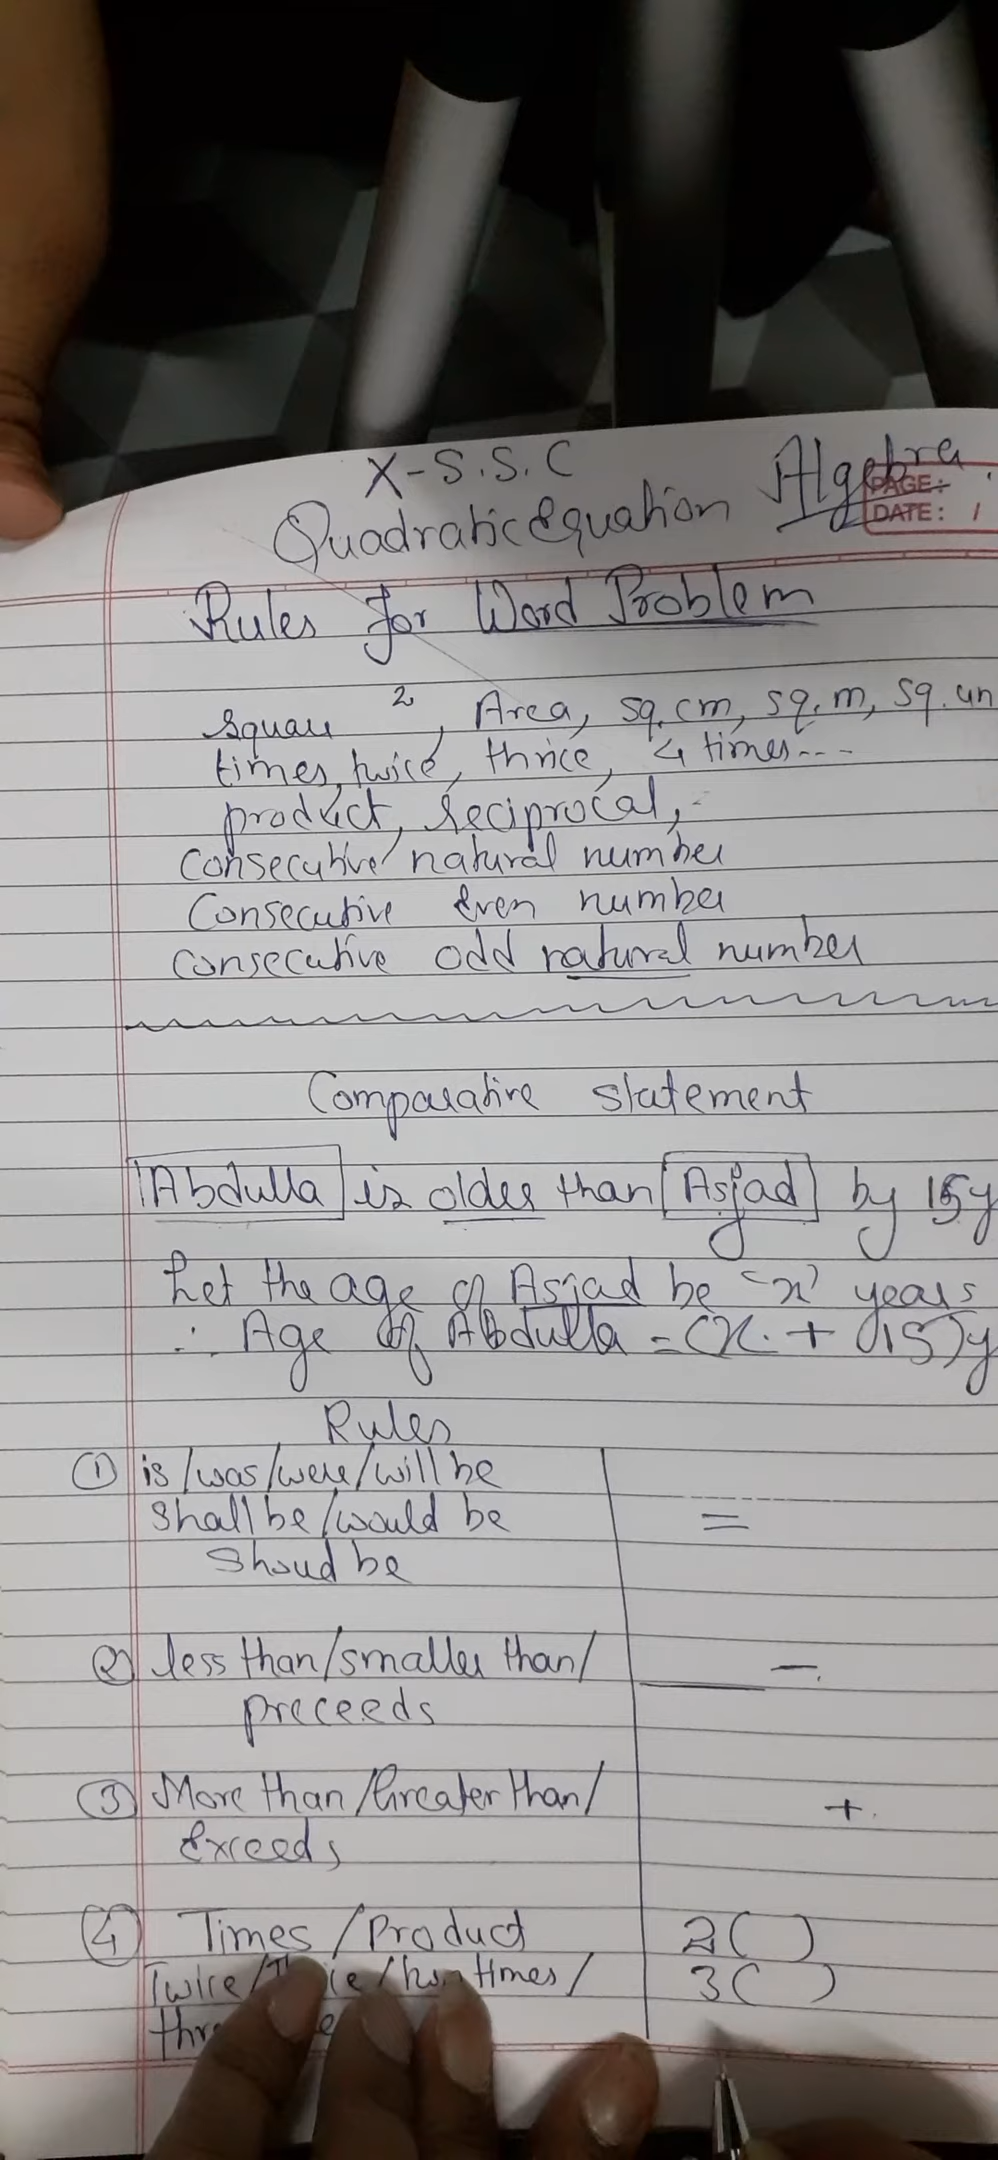 X-S.S.C
Algebra
PAGE:
DATE: 1
Quadratic equation
Rules for Word Problem
square ², Area, sq.cm, sq.m, sq.un
times, twice, thrice, 4 times...
product, Reciprocal,
consecutive natural number
Consecutive even number
consecutive odd natural number
Comparative statement
Abdulla is older than Asjad by 15y
Let the age of Asjad be 'x' years
∴ Age of Abdulla = (x + 15)y
Rules
① is/was/were/will be
shall be/would be =
Shoud be
② less than/smaller than/ —
preceeds
③ More than/Greater than/ +
exceeds
④ Times/Product 2( )
Twice/ times/ 3( )